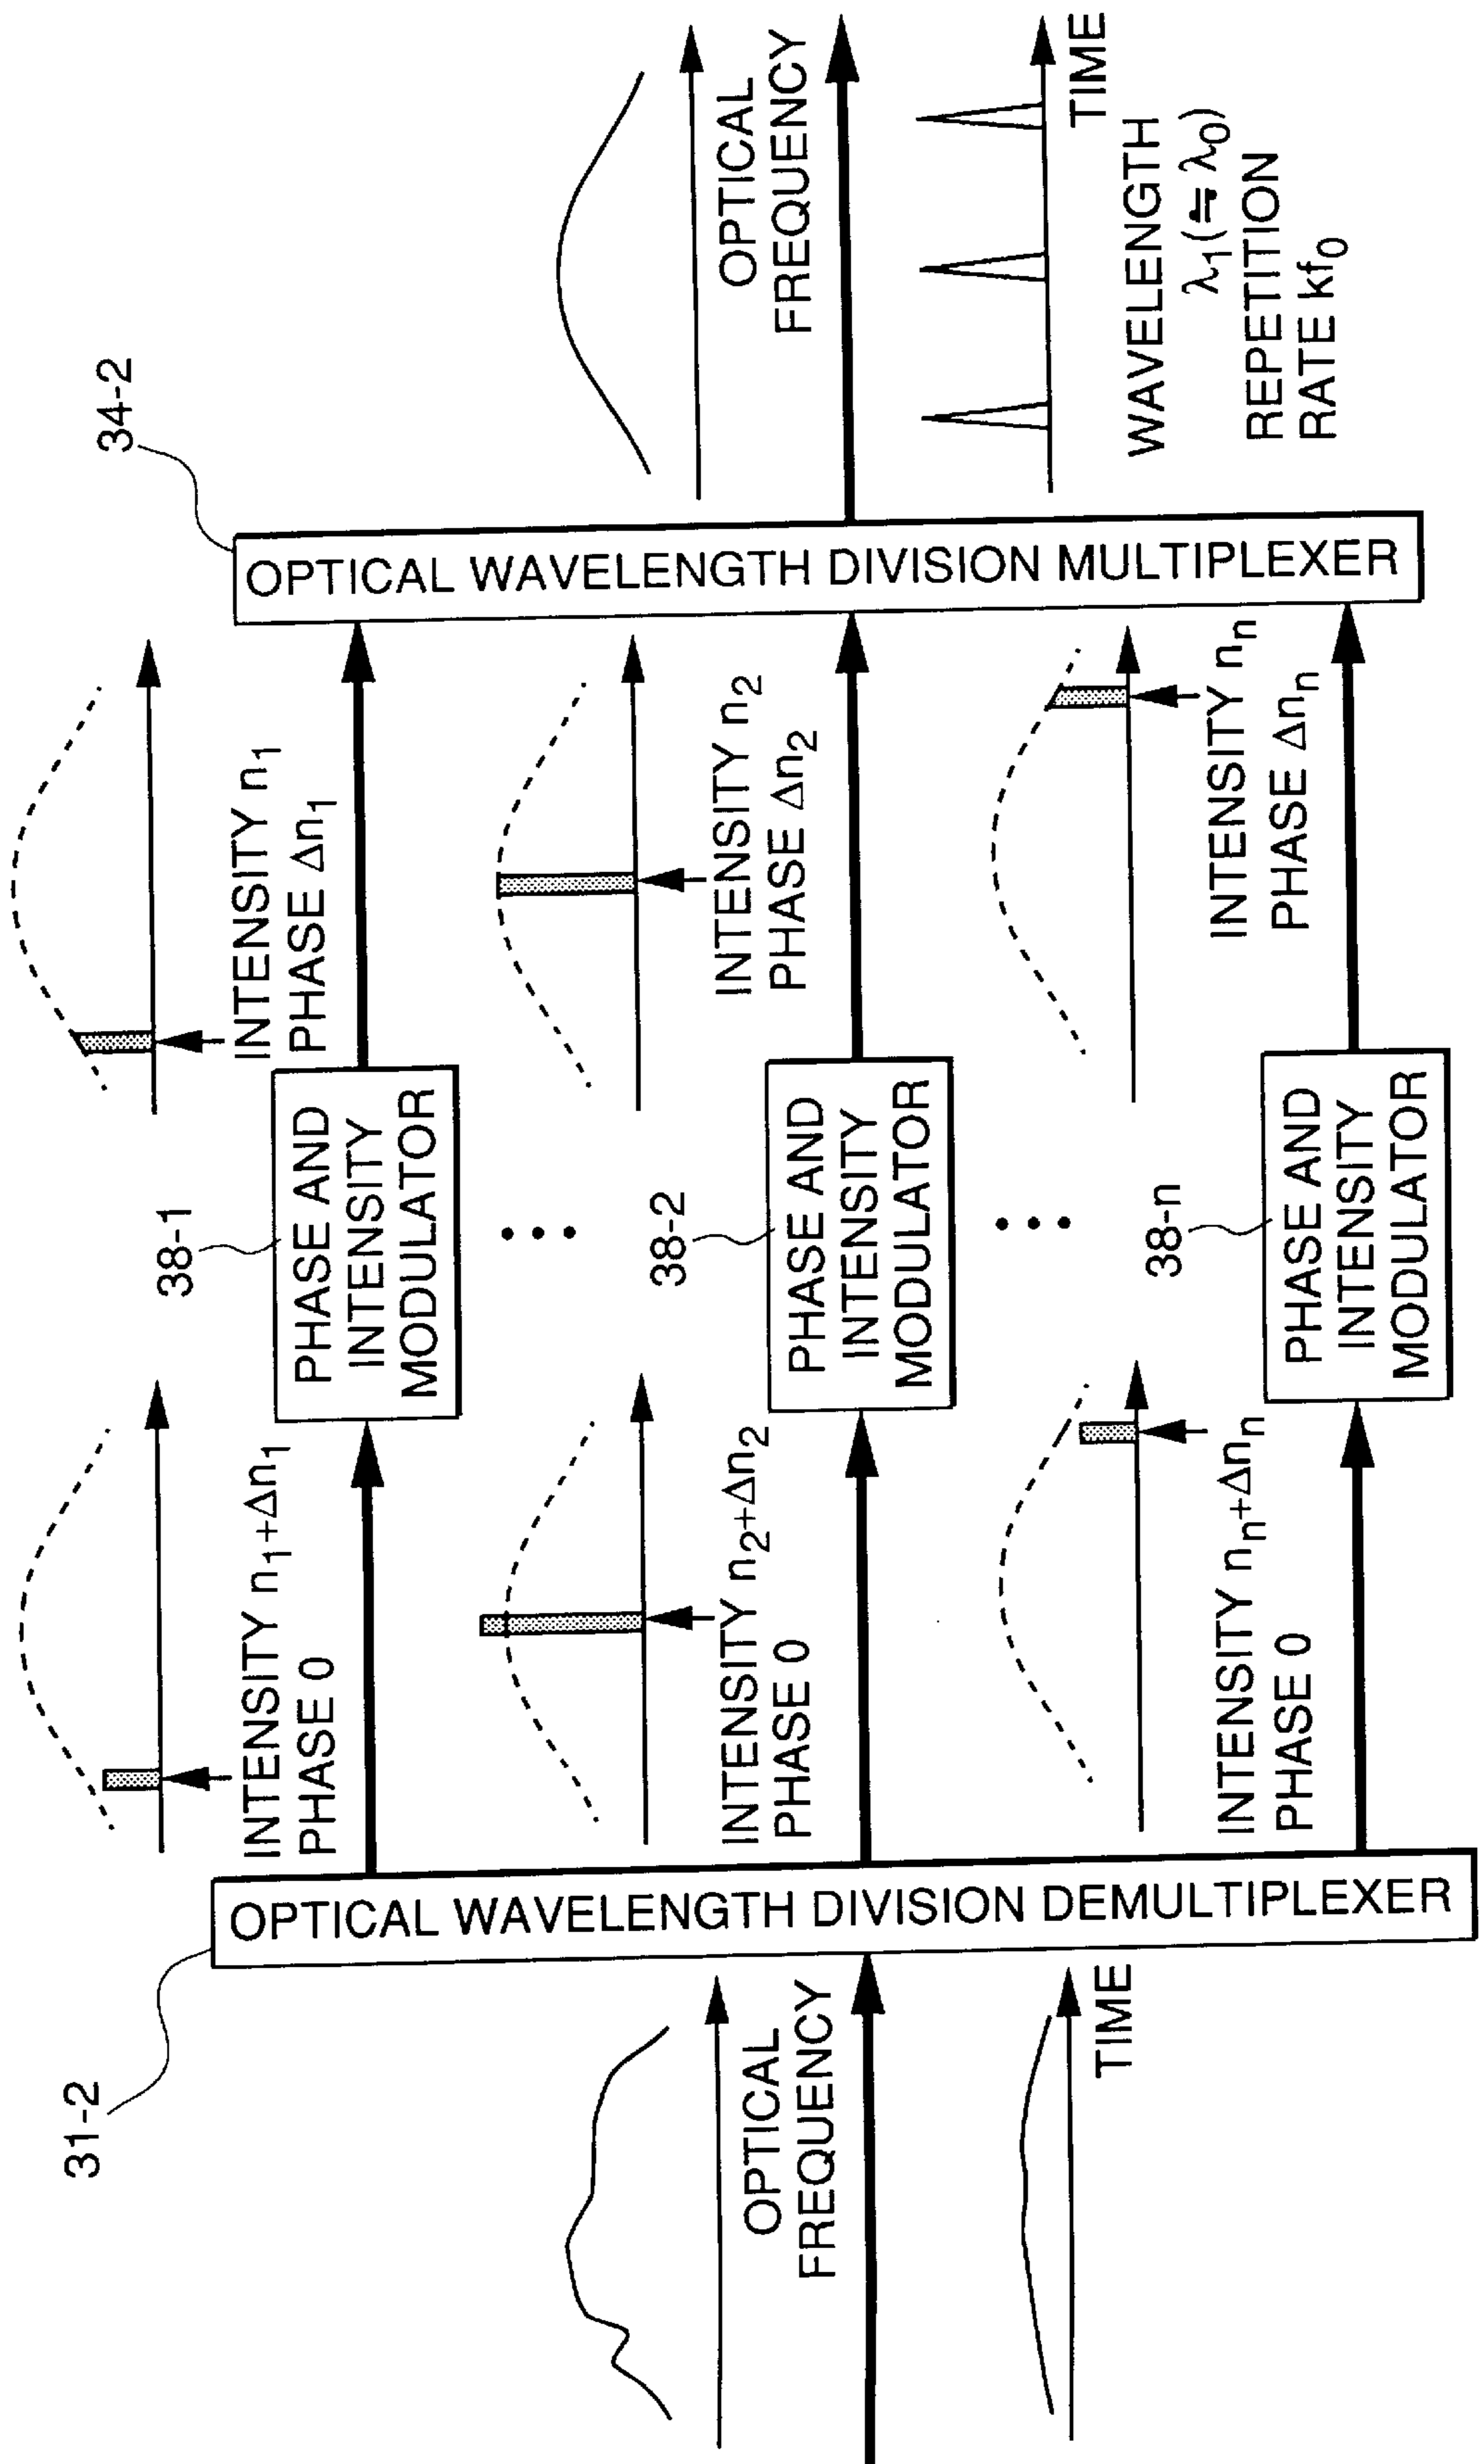 31-2
OPTICAL
FREQUENCY
TIME
OPTICAL WAVELENGTH DIVISION DEMULTIPLEXER
INTENSITY n₁+Δn₁
PHASE 0
INTENSITY n₂+Δn₂
PHASE 0
INTENSITY nₙ+Δnₙ
PHASE 0
38-1
PHASE AND
INTENSITY
MODULATOR
38-2
PHASE AND
INTENSITY
MODULATOR
38-n
PHASE AND
INTENSITY
MODULATOR
INTENSITY n₁
PHASE Δn₁
INTENSITY n₂
PHASE Δn₂
INTENSITY nₙ
PHASE Δnₙ
34-2
OPTICAL WAVELENGTH DIVISION MULTIPLEXER
OPTICAL
FREQUENCY
TIME
WAVELENGTH
λ₁(≒λ₀)
REPETITION
RATE kf₀